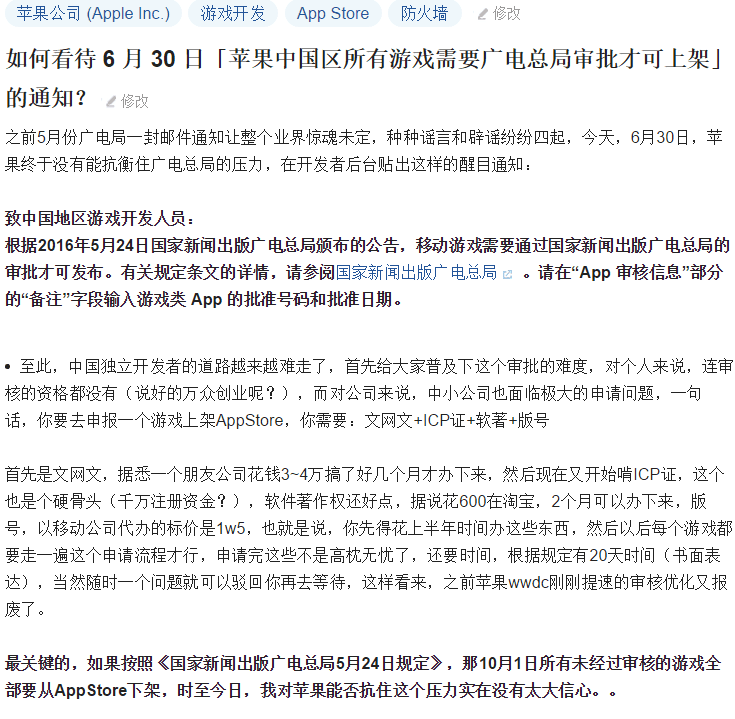 苹果公司 (Apple Inc.) 游戏开发 App Store 防火墙 修改
如何看待 6 月 30 日「苹果中国区所有游戏需要广电总局审批才可上架」
的通知？ 修改
之前5月份广电局一封邮件通知让整个业界惊魂未定，种种谣言和辟谣纷纷四起，今天，6月30日，苹
果终于没有能抗衡住广电总局的压力，在开发者后台贴出这样的醒目通知：
致中国地区游戏开发人员：
根据2016年5月24日国家新闻出版广电总局颁布的公告，移动游戏需要通过国家新闻出版广电总局的
审批才可发布。有关规定条文的详情，请参阅国家新闻出版广电总局 。请在“App 审核信息”部分
的“备注”字段输入游戏类 App 的批准号码和批准日期。
• 至此，中国独立开发者的道路越来越难走了，首先给大家普及下这个审批的难度，对个人来说，连审
核的资格都没有（说好的万众创业呢？），而对公司来说，中小公司也面临极大的申请问题，一句
话，你要去申报一个游戏上架AppStore，你需要：文网文+ICP证+软著+版号
首先是文网文，据悉一个朋友公司花钱3~4万搞了好几个月才办下来，然后现在又开始啃ICP证，这个
也是个硬骨头（千万注册资金？），软件著作权还好点，据说花600在淘宝，2个月可以办下来，版
号，以移动公司代办的标价是1w5，也就是说，你先得花上半年时间办这些东西，然后以后每个游戏都
要走一遍这个申请流程才行，申请完这些不是高枕无忧了，还要时间，根据规定有20天时间（书面表
达），当然随时一个问题就可以驳回你再去等待，这样看来，之前苹果wwdc刚刚提速的审核优化又报
废了。
最关键的，如果按照《国家新闻出版广电总局5月24日规定》，那10月1日所有未经过审核的游戏全
部要从AppStore下架，时至今日，我对苹果能否抗住这个压力实在没有太大信心。。